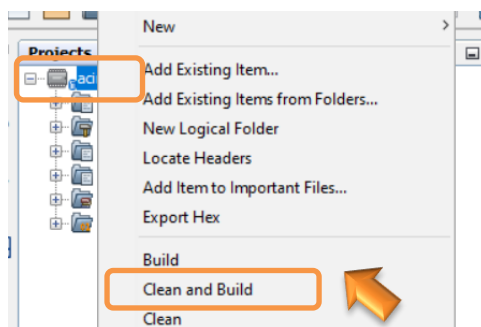 New
Projects
Add Existing Item...
Add Existing Items from Folders...
New Logical Folder
Locate Headers
Add Item to Important Files...
Export Hex
Build
Clean and Build
Clean